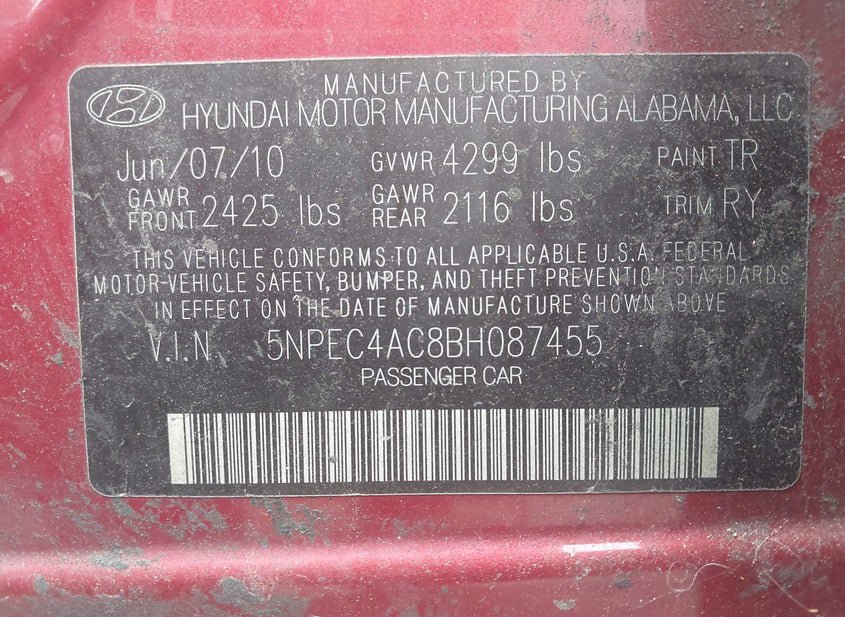 MANUFACTURED BY
HYUNDAI MOTOR MANUFACTURING ALABAMA, LLC
Jun/07/10 GVWR 4299 lbs PAINT TR
GAWR FRONT 2425 lbs GAWR REAR 2116 lbs TRIM RY
THIS VEHICLE CONFORMS TO ALL APPLICABLE U.S.A. FEDERAL
MOTOR-VEHICLE SAFETY, BUMPER, AND THEFT PREVENTION STANDARDS
IN EFFECT ON THE DATE OF MANUFACTURE SHOWN ABOVE
V.I.N. 5NPEC4AC8BH087455
PASSENGER CAR